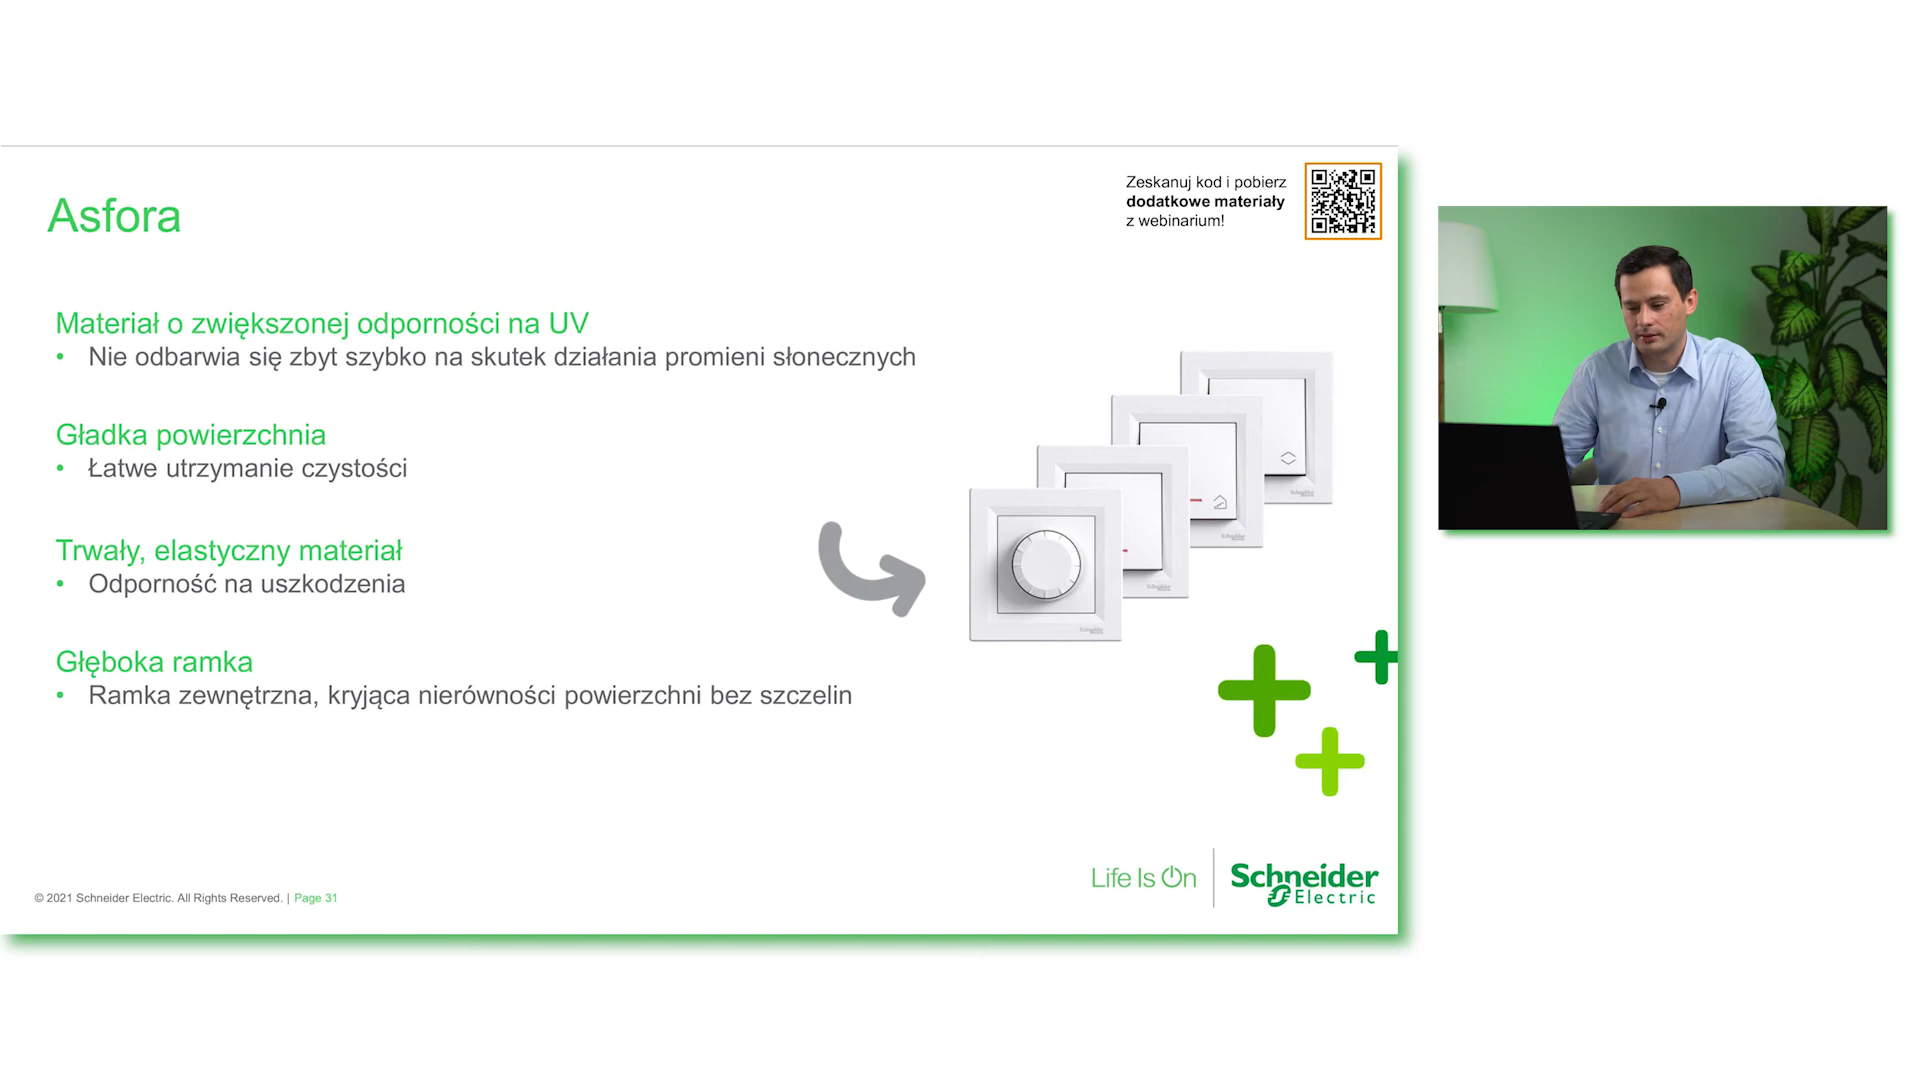 Zeskanuj kod i pobierz
dodatkowe materiały
z webinarium!
Asfora
Materiał o zwiększonej odporności na UV
• Nie odbarwia się zbyt szybko na skutek działania promieni słonecznych
Gładka powierzchnia
• Łatwe utrzymanie czystości
Trwały, elastyczny materiał
• Odporność na uszkodzenia
Głęboka ramka
• Ramka zewnętrzna, kryjąca nierówności powierzchni bez szczelin
Life Is On
Schneider
Electric
© 2021 Schneider Electric. All Rights Reserved. | Page 31